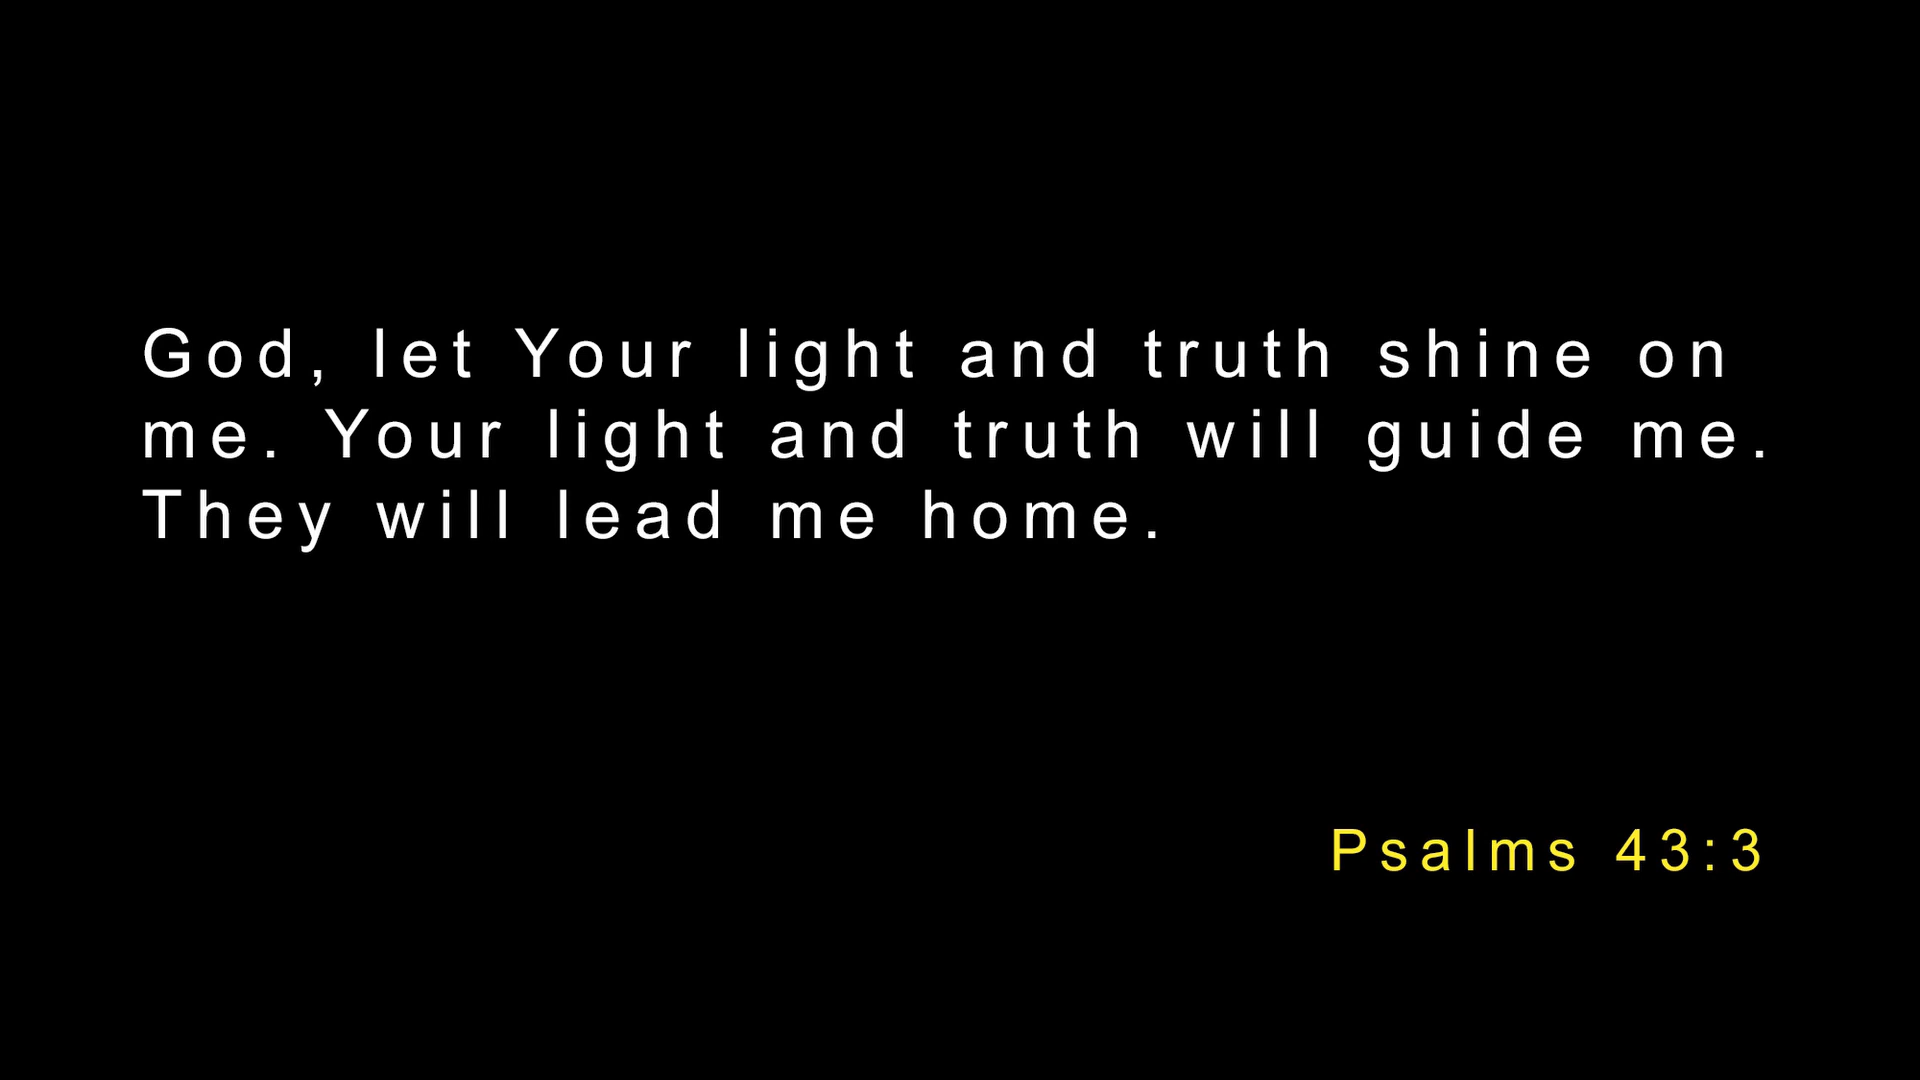 God, let Your light and truth shine on
me. Your light and truth will guide me.
They will lead me home.
Psalms 43:3